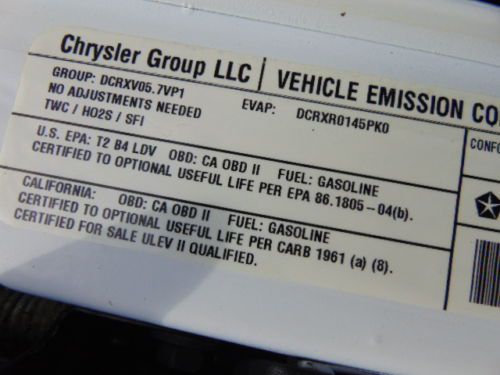 Chrysler Group LLC VEHICLE EMISSION
GROUP: DCRXV05.7VP1 EVAP: DCRXR0145PK0
NO ADJUSTMENTS NEEDED
TWC / HO2S / SFI
U.S. EPA: T2 B4 LDV OBD: CA OBD II FUEL: GASOLINE
CERTIFIED TO OPTIONAL USEFUL LIFE PER EPA 86.1805-04(b).
CALIFORNIA: OBD: CA OBD II FUEL: GASOLINE
CERTIFIED TO OPTIONAL USEFUL LIFE PER CARB 1961 (a) (8).
CERTIFIED FOR SALE ULEV II QUALIFIED.